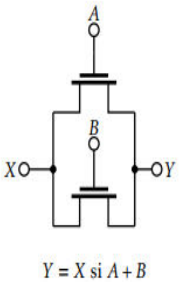 A
B
X Y
Y = X si A + B